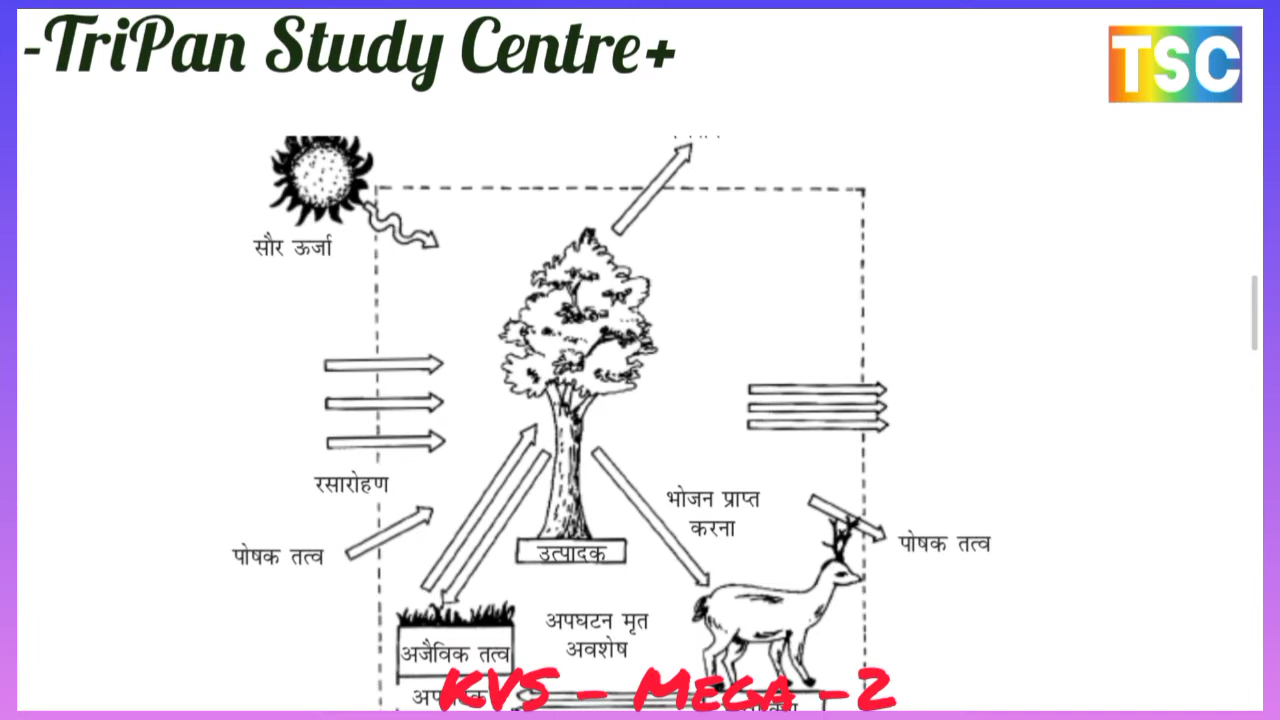 -TriPan Study Centre+
TSC
सौर ऊर्जा
रसारोहण
पोषक तत्व
भोजन प्राप्त
करना
पोषक तत्व
उत्पादक
अपघटन मृत
अवशेष
अजैविक तत्व
KVS - MEGA -2